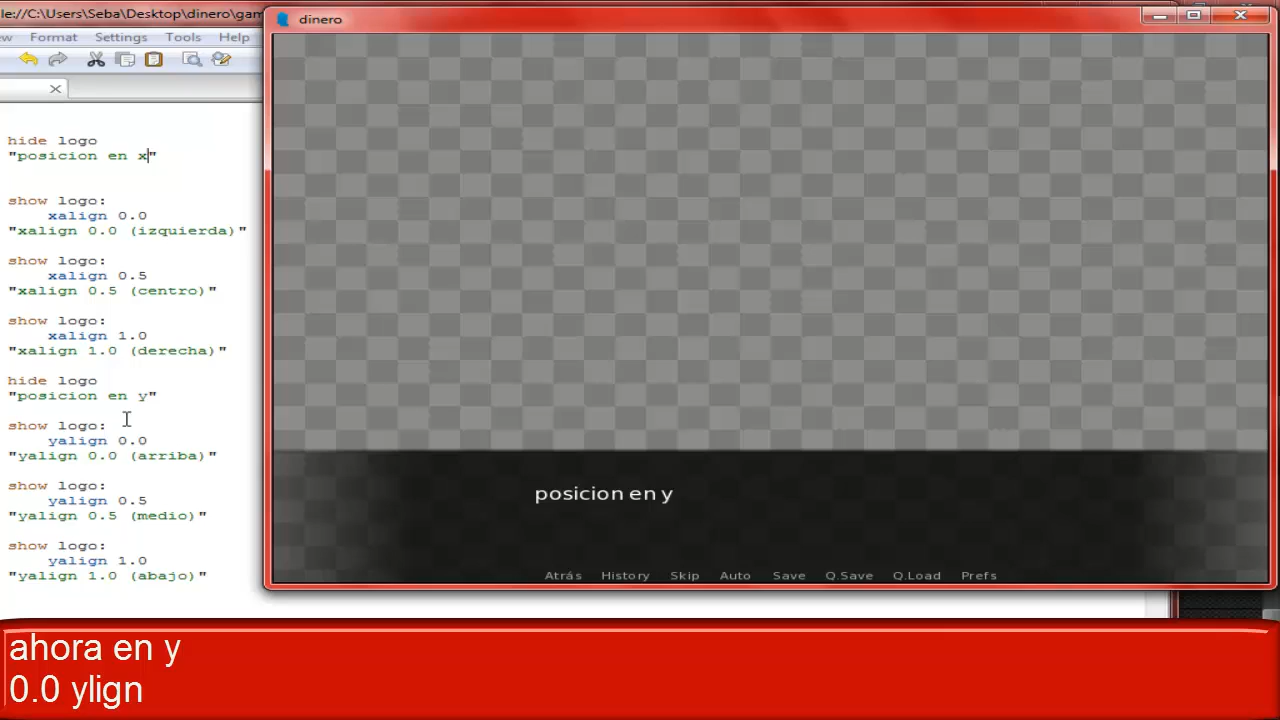 le://C:\Users\Seba\Desktop\dinero\gam
dinero
ew Format Settings Tools Help
hide logo
"posicion en x"
show logo:
xalign 0.0
"xalign 0.0 (izquierda)"
show logo:
xalign 0.5
"xalign 0.5 (centro)"
show logo:
xalign 1.0
"xalign 1.0 (derecha)"
hide logo
"posicion en y"
show logo:
yalign 0.0
"yalign 0.0 (arriba)"
show logo:
yalign 0.5
"yalign 0.5 (medio)"
show logo:
yalign 1.0
"yalign 1.0 (abajo)"
posicion en y
Atrás History Skip Auto Save Q.Save Q.Load Prefs
ahora en y
0.0 ylign